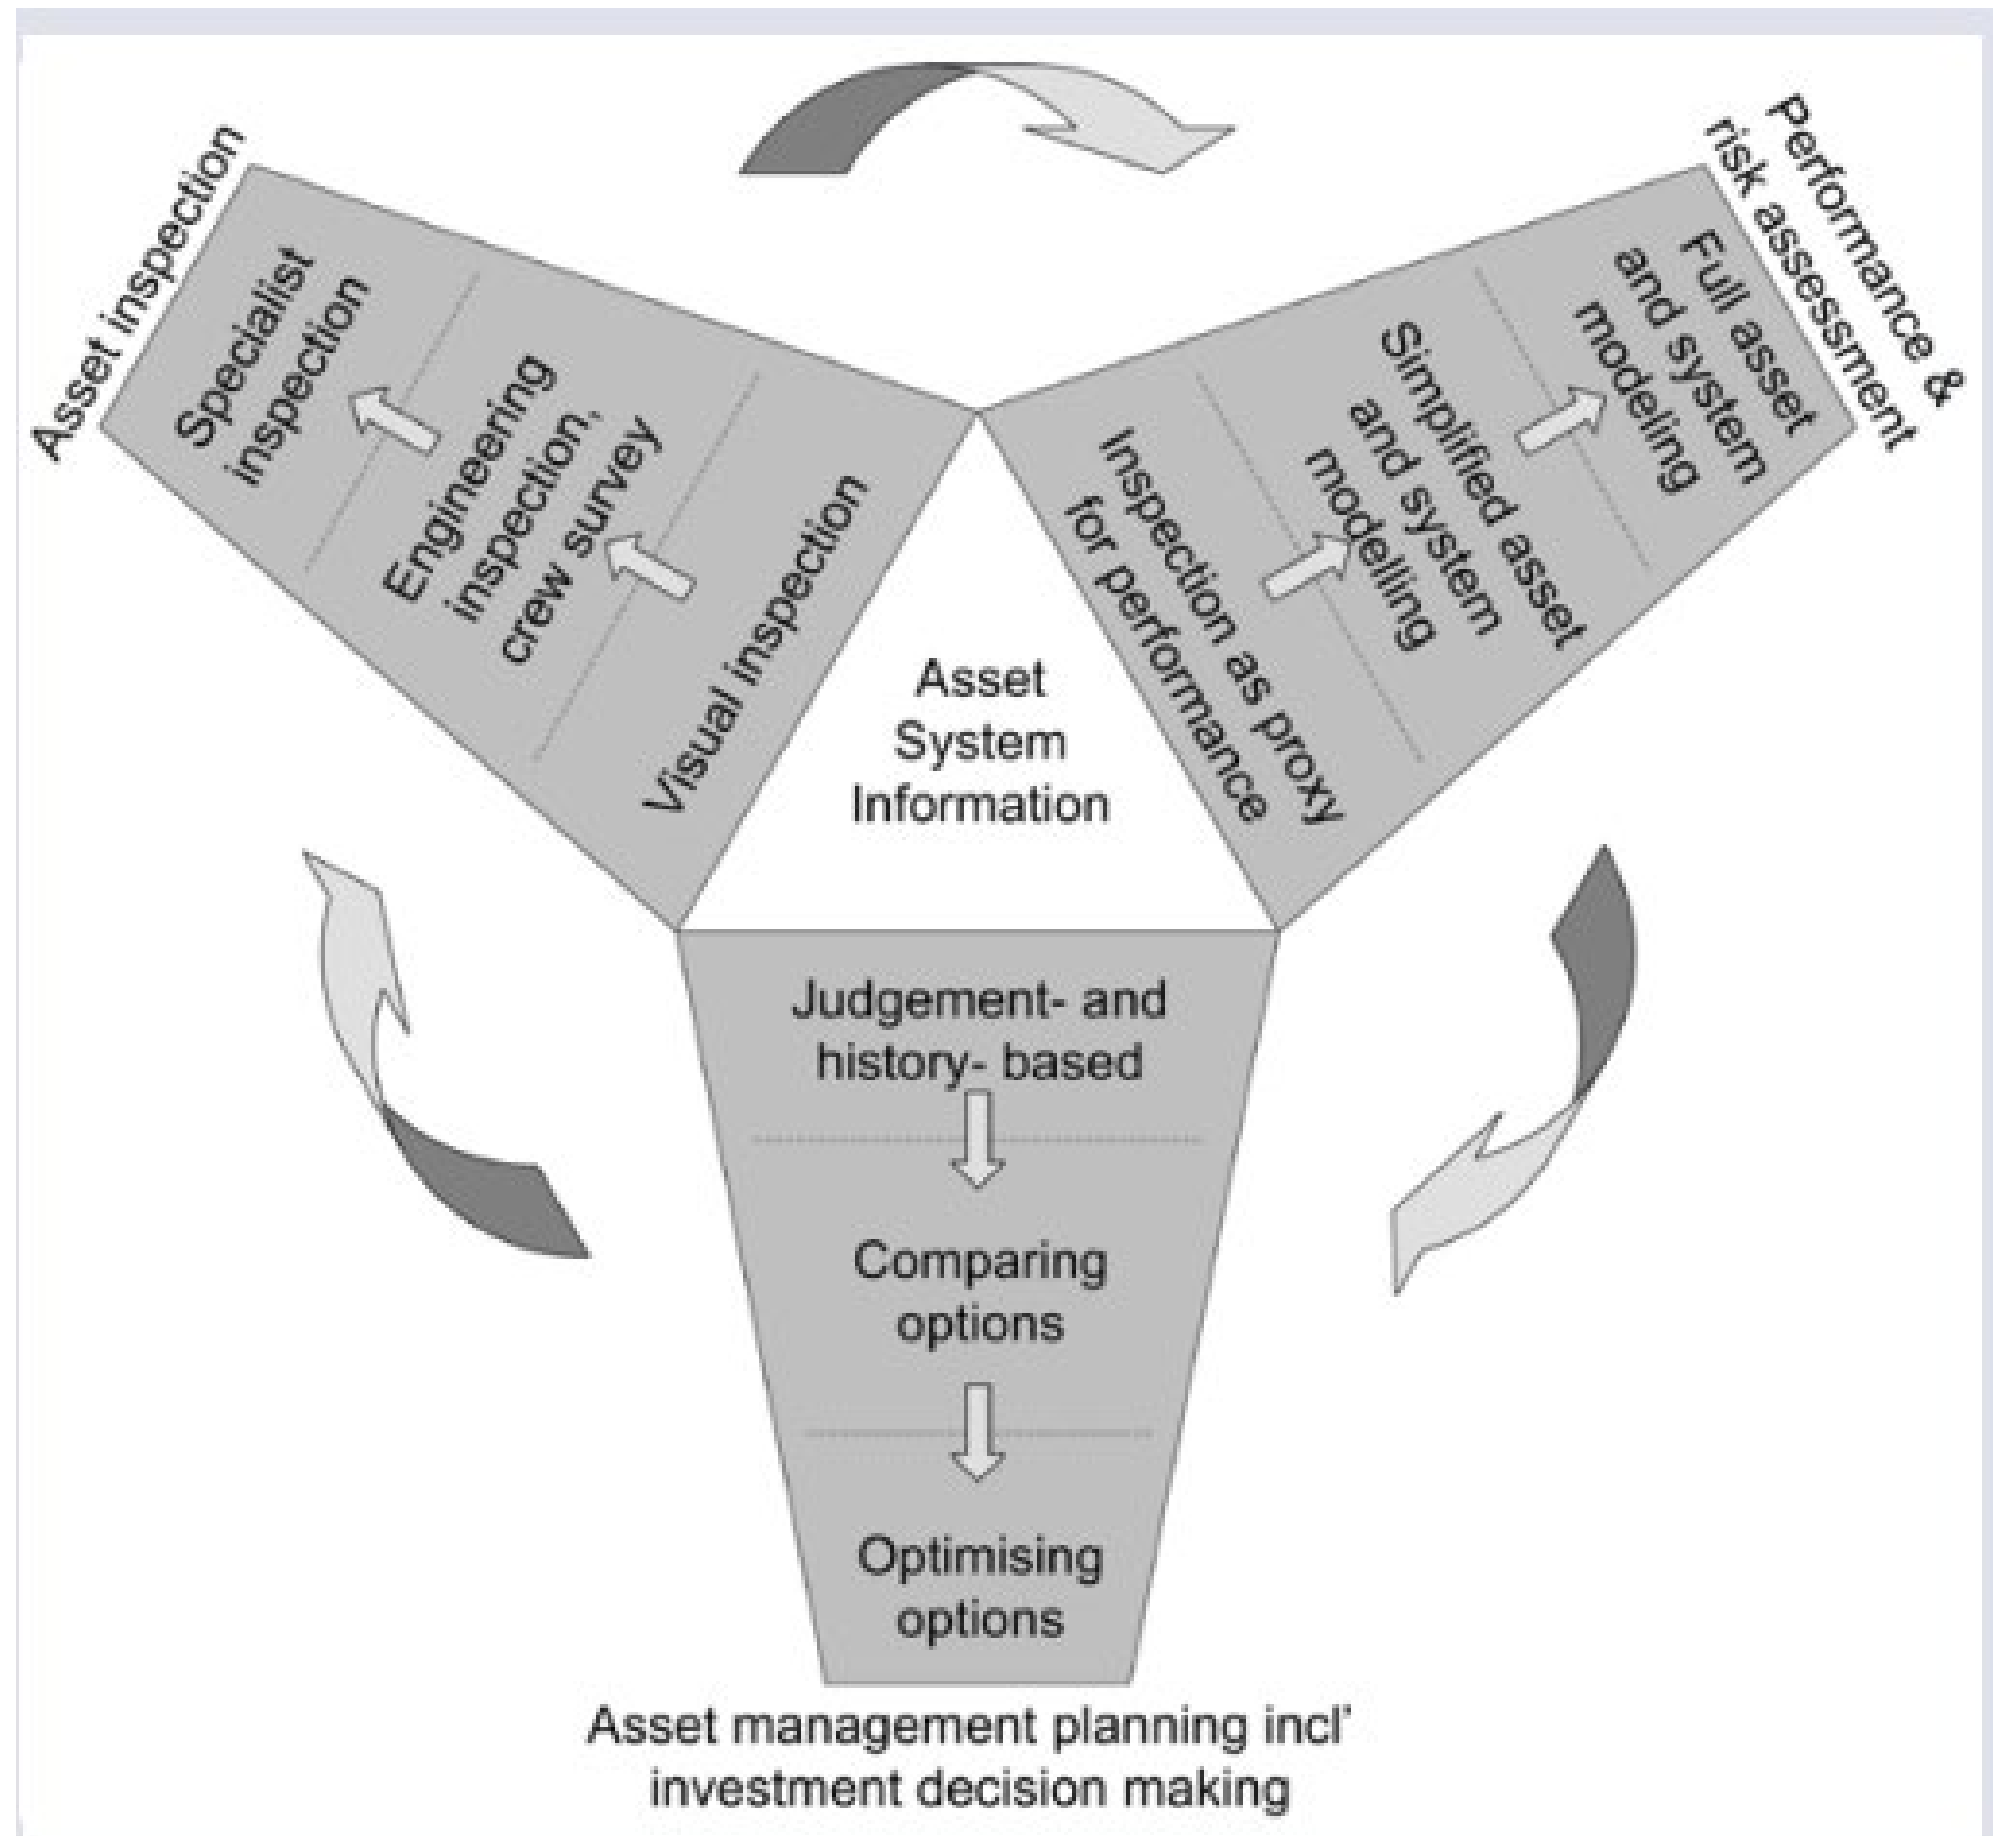 Asset inspection
Specialist
inspection
Engineering
inspection,
crew survey
Visual inspection
Performance &
risk assessment
Full asset
and system
modeling
Simplified asset
and system
modelling
Inspection as proxy
for performance
Asset
System
Information
Judgement- and
history- based
Comparing
options
Optimising
options
Asset management planning incl'
investment decision making